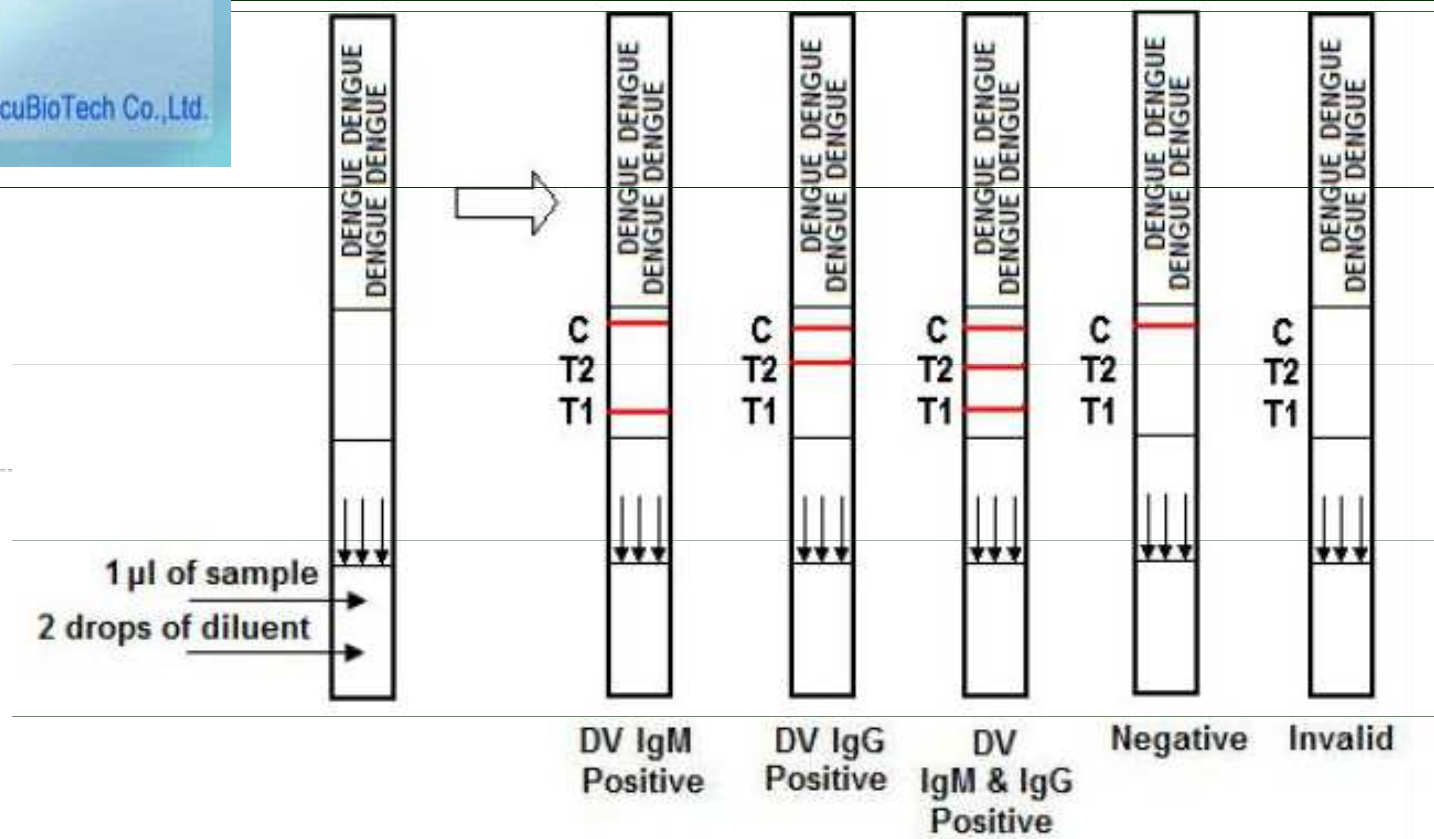 cuBioTech Co.,Ltd.
DENGUE DENGUE
DENGUE DENGUE
DENGUE DENGUE
DENGUE DENGUE
DENGUE DENGUE
DENGUE DENGUE
DENGUE DENGUE
DENGUE DENGUE
DENGUE DENGUE
DENGUE DENGUE
DENGUE DENGUE
DENGUE DENGUE
C
T2
T1
C
T2
T1
C
T2
T1
C
T2
T1
C
T2
T1
1 µl of sample
2 drops of diluent
DV IgM
Positive
DV IgG
Positive
DV
IgM & IgG
Positive
Negative
Invalid